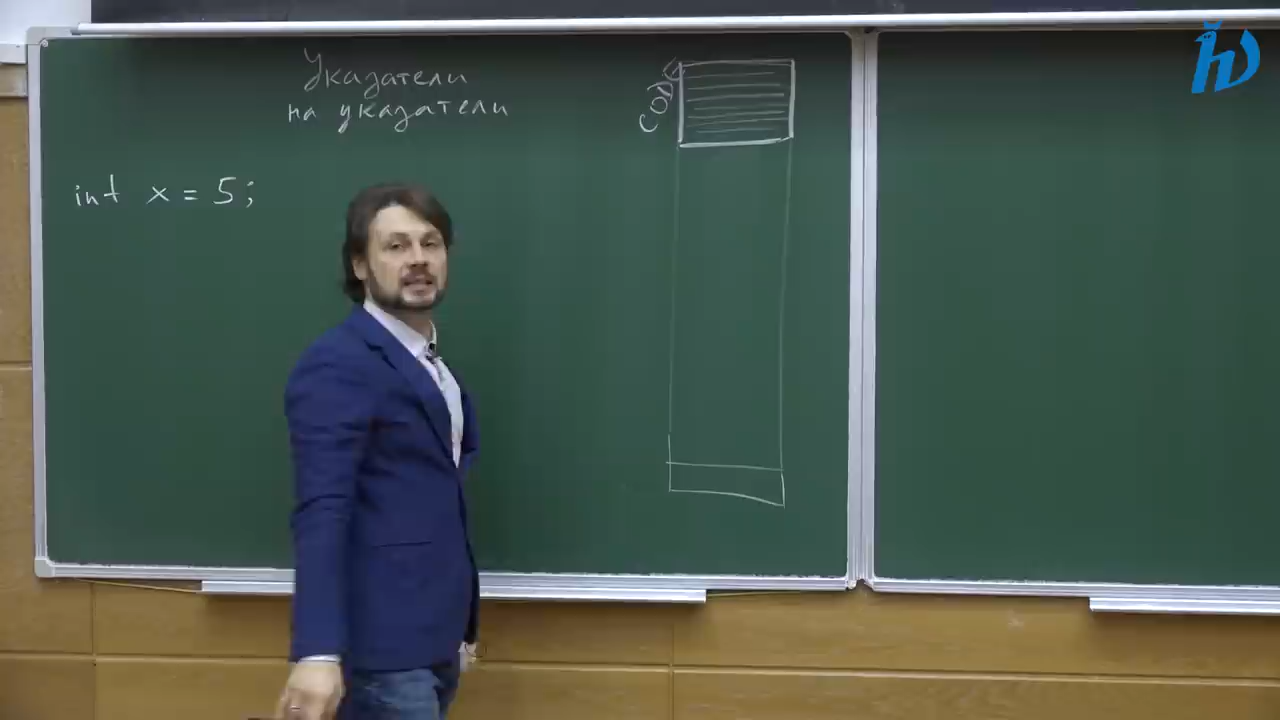 Указатели
на указатели
int x = 5;
CODE